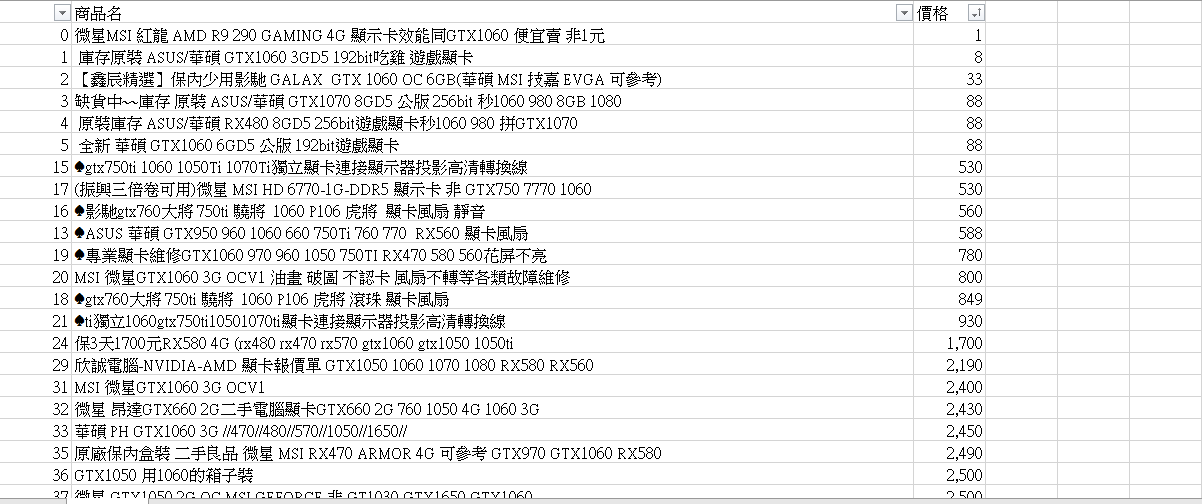 商品名 價格
0 微星MSI 紅龍 AMD R9 290 GAMING 4G 顯示卡效能同GTX1060 便宜賣 非1元 1
1 庫存原裝 ASUS/華碩 GTX1060 3GD5 192bit吃雞 遊戲顯卡 8
2 【鑫辰精選】保內少用影馳 GALAX GTX 1060 OC 6GB(華碩 MSI 技嘉 EVGA 可參考) 33
3 缺貨中~~庫存 原裝 ASUS/華碩 GTX1070 8GD5 公版 256bit 秒1060 980 8GB 1080 88
4 原裝庫存 ASUS/華碩 RX480 8GD5 256bit遊戲顯卡秒1060 980 拼GTX1070 88
5 全新 華碩 GTX1060 6GD5 公版 192bit遊戲顯卡 88
15 ♠gtx750ti 1060 1050Ti 1070Ti獨立顯卡連接顯示器投影高清轉換線 530
17 (振興三倍卷可用)微星 MSI HD 6770-1G-DDR5 顯示卡 非 GTX750 7770 1060 530
16 ♠影馳gtx760大將 750ti 驍將 1060 P106 虎將 顯卡風扇 靜音 560
13 ♠ASUS 華碩 GTX950 960 1060 660 750Ti 760 770 RX560 顯卡風扇 588
19 ♠專業顯卡維修GTX1060 970 960 1050 750TI RX470 580 560花屏不亮 780
20 MSI 微星GTX1060 3G OCV1 油畫 破圖 不認卡 風扇不轉等各類故障維修 800
18 ♠gtx760大將 750ti 驍將 1060 P106 虎將 滾珠 顯卡風扇 849
21 ♠ti獨立1060gtx750ti10501070ti顯卡連接顯示器投影高清轉換線 930
24 保3天1700元RX580 4G (rx480 rx470 rx570 gtx1060 gtx1050 1050ti 1,700
29 欣誠電腦-NVIDIA-AMD 顯卡報價單 GTX1050 1060 1070 1080 RX580 RX560 2,190
31 MSI 微星GTX1060 3G OCV1 2,400
32 微星 昂達GTX660 2G二手電腦顯卡GTX660 2G 760 1050 4G 1060 3G 2,430
33 華碩 PH GTX1060 3G //470//480//570//1050//1650// 2,450
35 原廠保內盒裝 二手良品 微星 MSI RX470 ARMOR 4G 可參考 GTX970 GTX1060 RX580 2,490
36 GTX1050 用1060的箱子裝 2,500
37 微星 GTX1050 2G OC MSI GEFORCE 非 GT1030 GTX1650 GTX1060 2,500